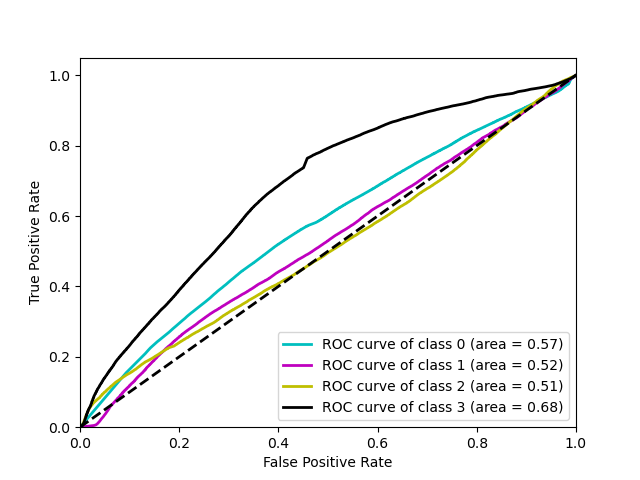 1.0
0.8
0.6
0.4
0.2
0.0
True Positive Rate
ROC curve of class 0 (area = 0.57)
ROC curve of class 1 (area = 0.52)
ROC curve of class 2 (area = 0.51)
ROC curve of class 3 (area = 0.68)
0.0 0.2 0.4 0.6 0.8 1.0
False Positive Rate